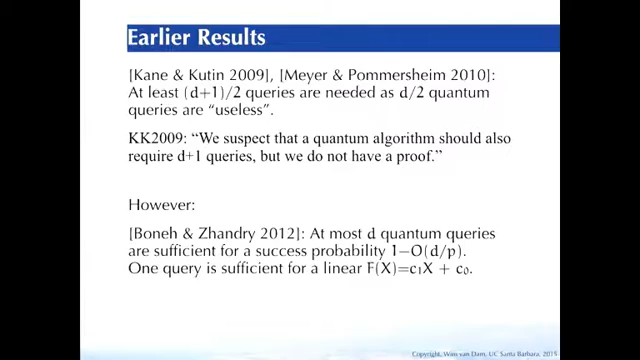 Earlier Results
[Kane & Kutin 2009], [Meyer & Pommersheim 2010]:
At least (d+1)/2 queries are needed as d/2 quantum
queries are “useless”.
KK2009: “We suspect that a quantum algorithm should also
require d+1 queries, but we do not have a proof.”
However:
[Boneh & Zhandry 2012]: At most d quantum queries
are sufficient for a success probability 1−O(d/p).
One query is sufficient for a linear F(X)=c₁X + c₀.
Copyright, Wim van Dam, UC Santa Barbara,